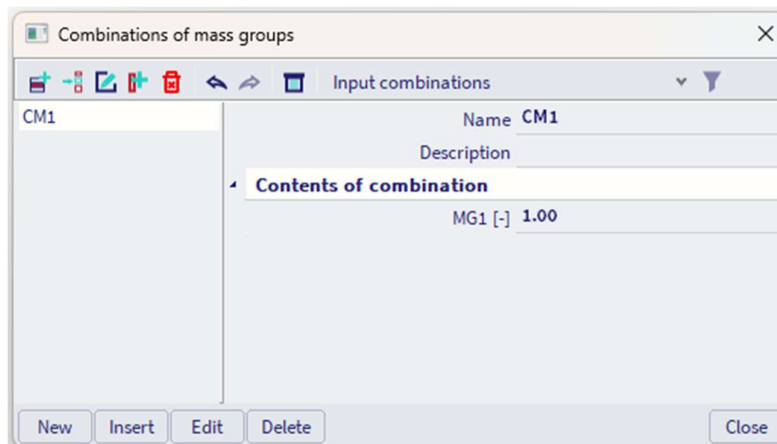 Combinations of mass groups
Input combinations
CM1
Name CM1
Description
Contents of combination
MG1 [-] 1.00
New Insert Edit Delete Close